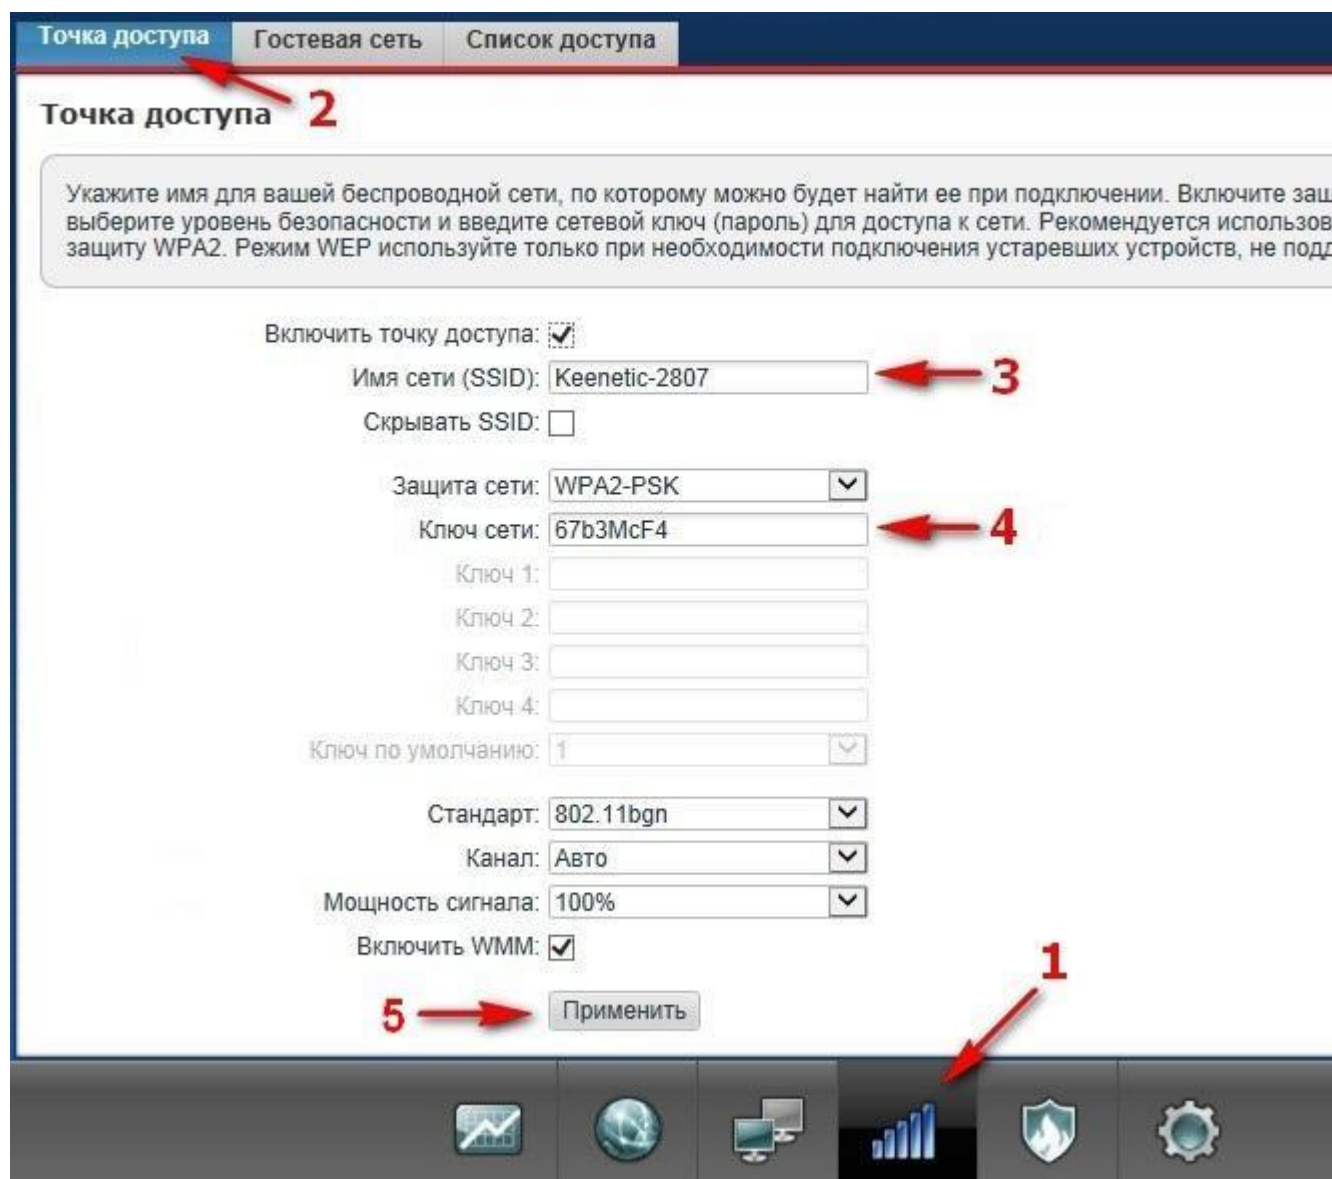 Точка доступа Гостевая сеть Список доступа
2
Точка доступа
Укажите имя для вашей беспроводной сети, по которому можно будет найти ее при подключении. Включите
выберите уровень безопасности и введите сетевой ключ (пароль) для доступа к сети. Рекомендуется
защиту WPA2. Режим WEP используйте только при необходимости подключения устаревших устройств, не
Включить точку доступа:
Имя сети (SSID): Keenetic-2807 3
Скрывать SSID:
Защита сети: WPA2-PSK
Ключ сети: 67b3McF4 4
Ключ 1:
Ключ 2:
Ключ 3:
Ключ 4:
Ключ по умолчанию: 1
Стандарт: 802.11bgn
Канал: Авто
Мощность сигнала: 100%
Включить WMM:
1
5 Применить